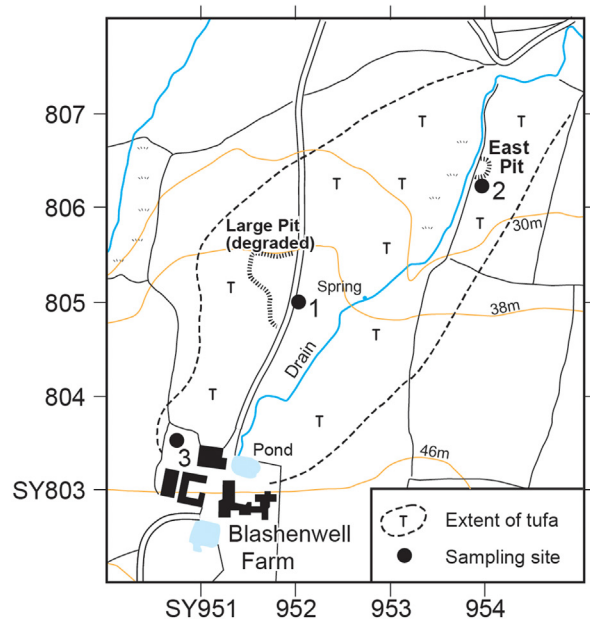 807
T
T
East
Pit
2
806
T
T
T
Large Pit
(degraded)
T
30m
T
Spring
805
1
38m
T
Drain
804
T
T
3
Pond
46m
SY803
Blashenwell
Farm
T Extent of tufa
Sampling site
SY951 952 953 954